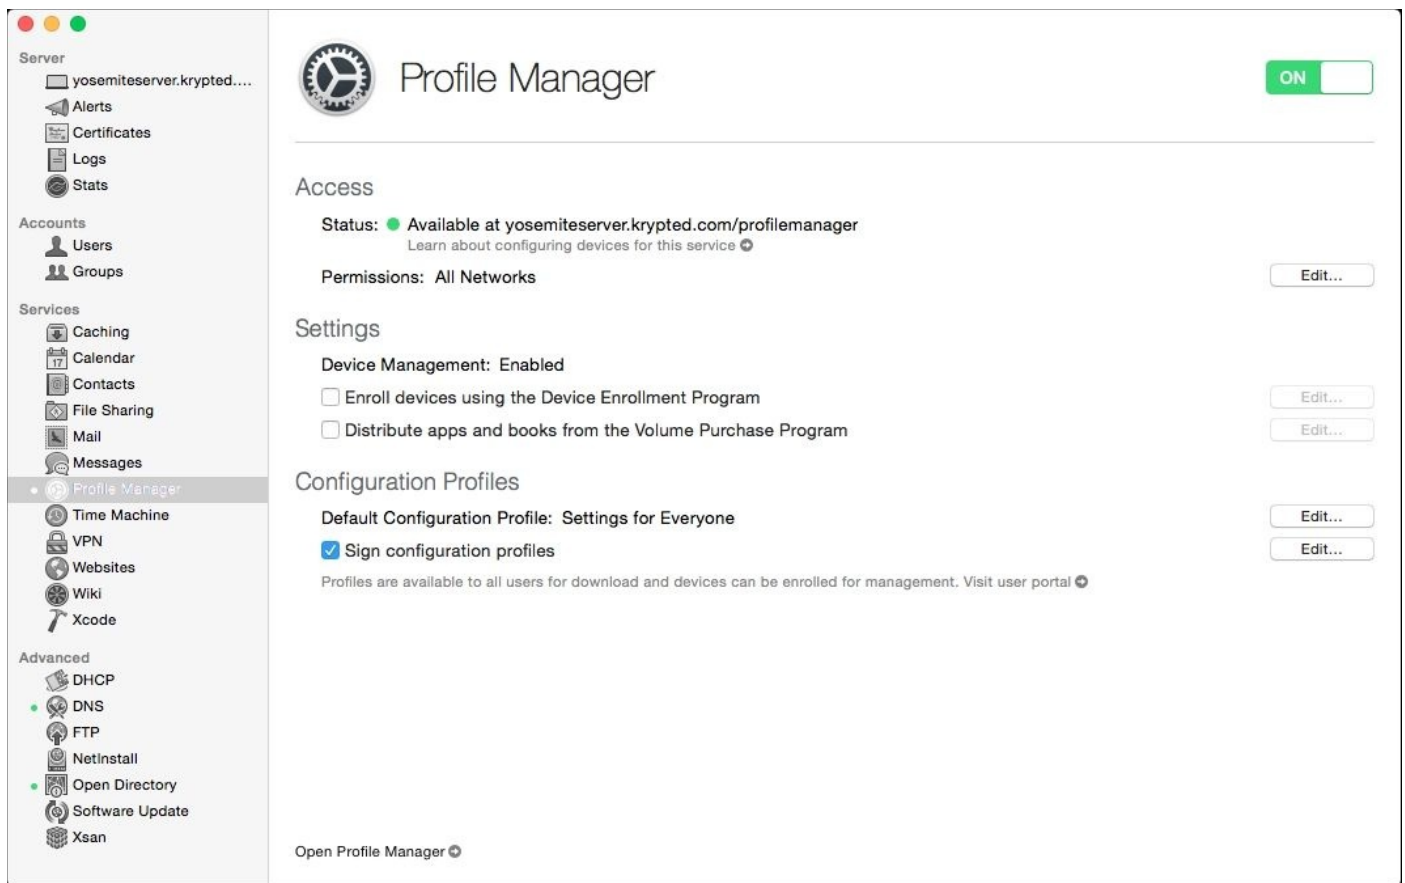 Server
yosemiteserver.krypted....
Alerts
Certificates
Logs
Stats
Accounts
Users
Groups
Services
Caching
17
Calendar
Contacts
File Sharing
Mail
Messages
Profile Manager
Time Machine
VPN
Websites
Wiki
Xcode
Advanced
DHCP
DNS
FTP
NetInstall
Open Directory
Software Update
Xsan
Profile Manager
ON
Access
Status: Available at yosemiteserver.krypted.com/profilemanager
Learn about configuring devices for this service
Permissions: All Networks
Edit...
Settings
Device Management: Enabled
Enroll devices using the Device Enrollment Program
Edit...
Distribute apps and books from the Volume Purchase Program
Edit...
Configuration Profiles
Default Configuration Profile: Settings for Everyone
Edit...
Sign configuration profiles
Edit...
Profiles are available to all users for download and devices can be enrolled for management. Visit user portal
Open Profile Manager